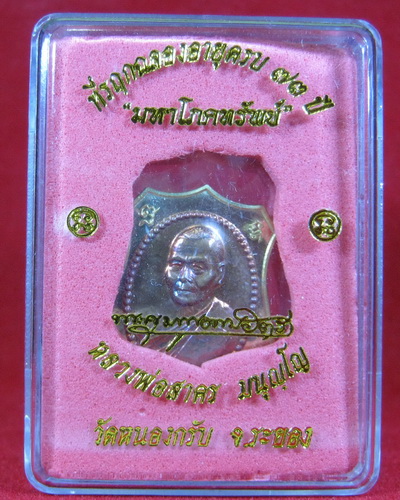 ที่ระฤกฉลองอายุครบ ๗๓ ปี
"มหาโภคทรัพย์"
หลวงพ่อสาคร มนุญฺโญ
วัดหนองกรับ จ.ระยอง